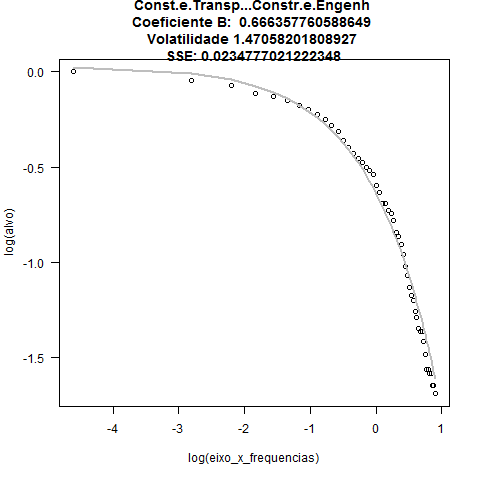 Const.e.Transp...Constr.e.Engenh
Coeficiente B:  0.666357760588649
Volatilidade 1.47058201808927
SSE: 0.0234777021222348
0.0
-0.5
-1.0
-1.5
log(alvo)
-4 -3 -2 -1 0 1
log(eixo_x_frequencias)